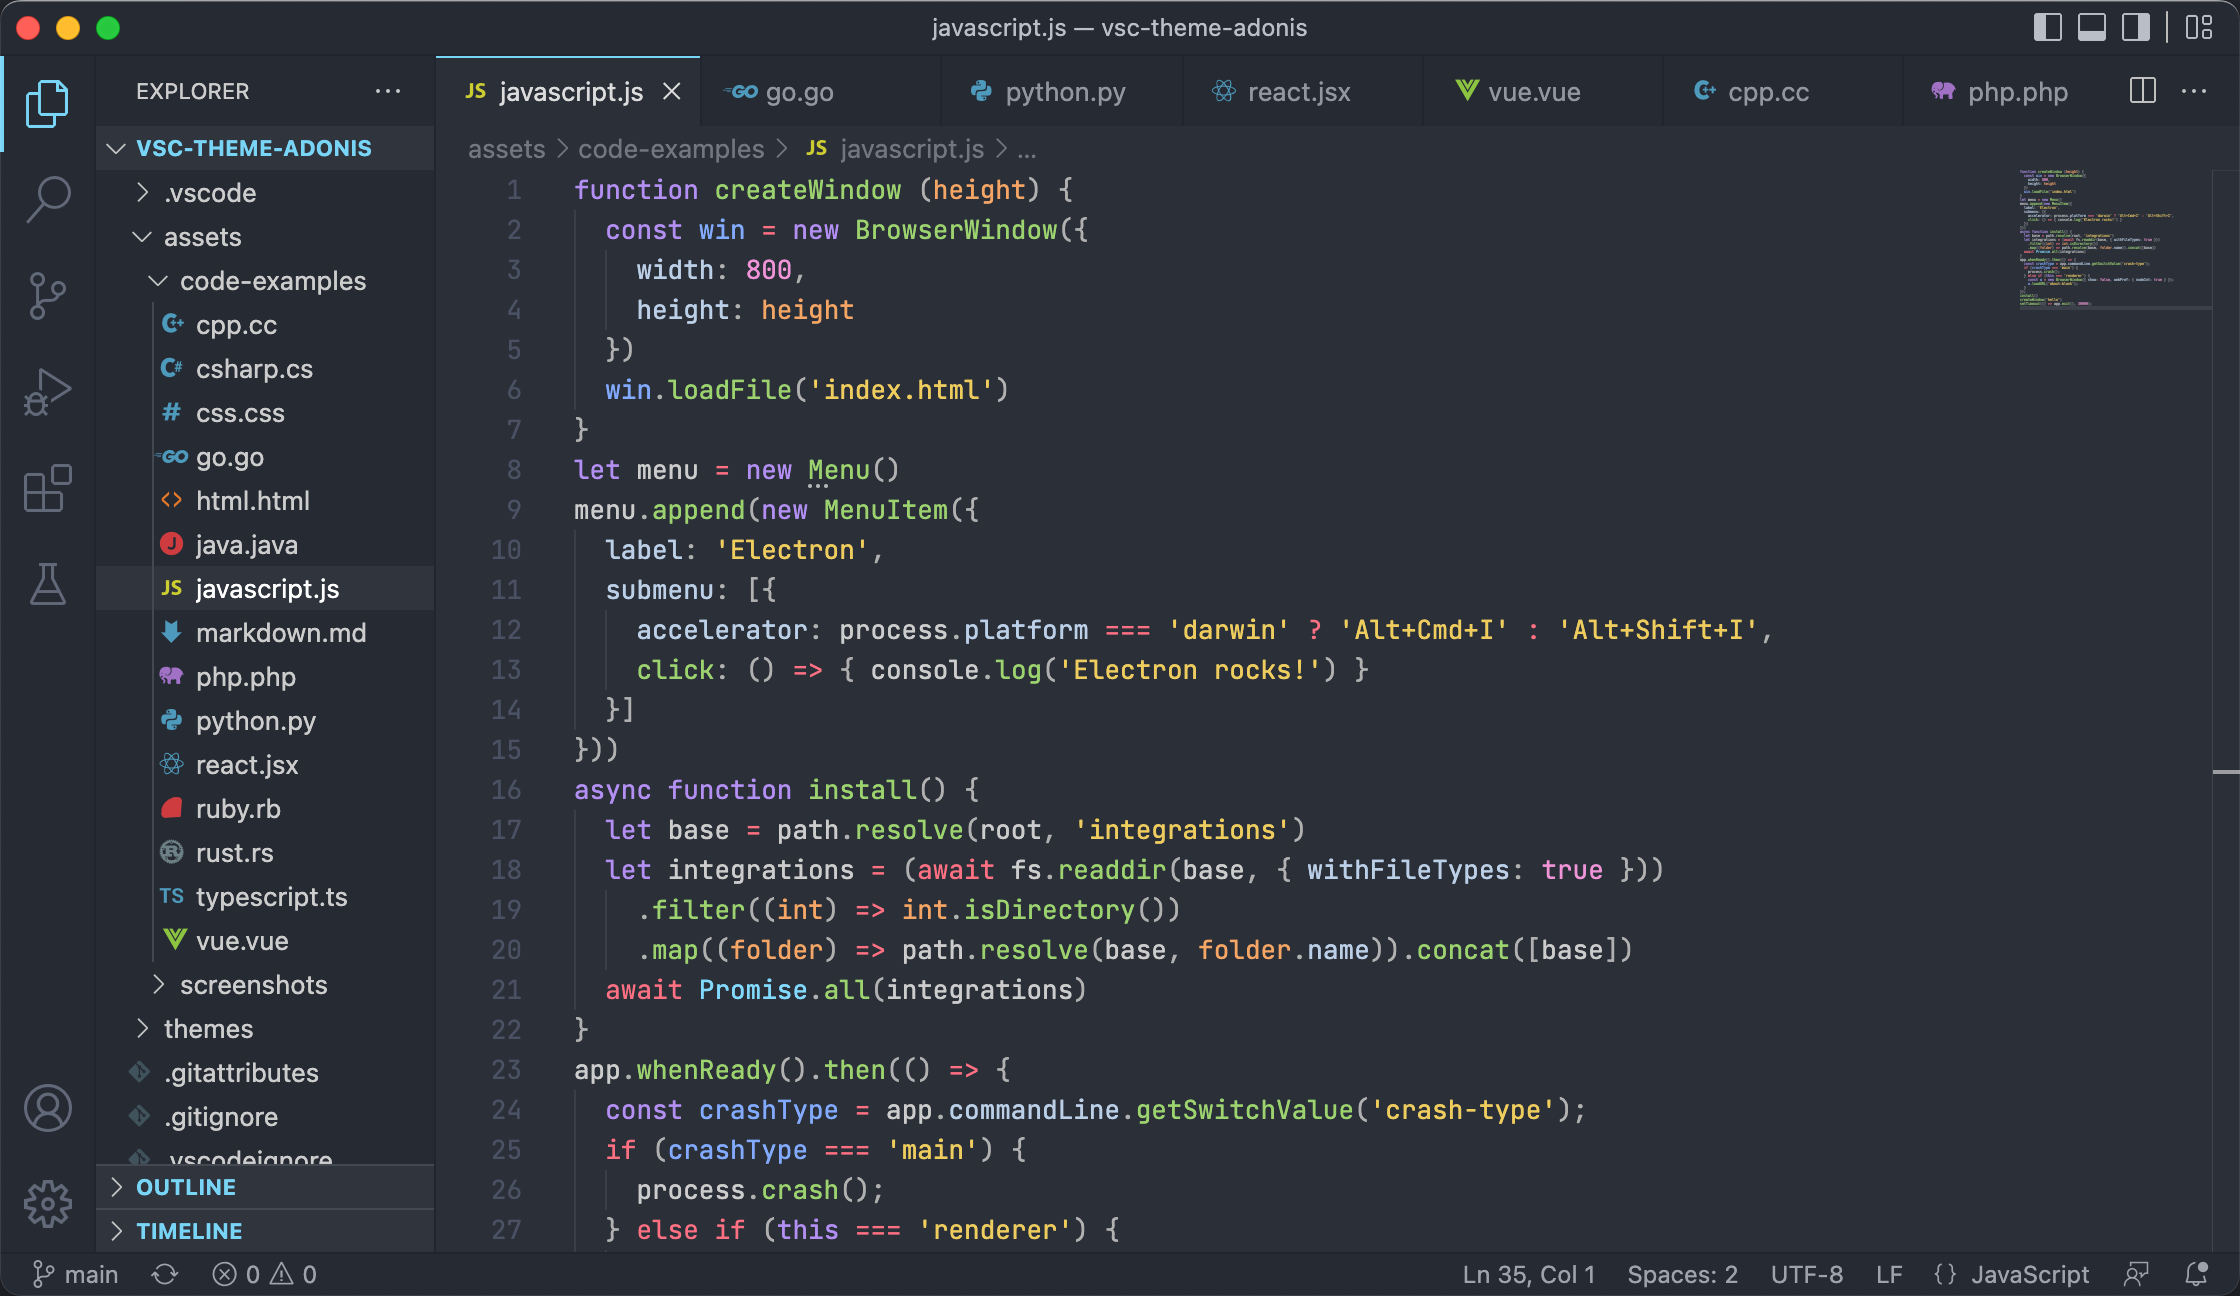 javascript.js — vsc-theme-adonis
EXPLORER
VSC-THEME-ADONIS
.vscode
assets
code-examples
cpp.cc
csharp.cs
css.css
go.go
html.html
java.java
JS javascript.js
markdown.md
php.php
python.py
react.jsx
ruby.rb
rust.rs
TS typescript.ts
vue.vue
screenshots
themes
.gitattributes
.gitignore
.vscodeignore
OUTLINE
TIMELINE
JS javascript.js
go.go
python.py
react.jsx
vue.vue
cpp.cc
php.php
assets > code-examples > JS javascript.js > ...
1 function createWindow (height) {
2 const win = new BrowserWindow({
3 width: 800,
4 height: height
5 })
6 win.loadFile('index.html')
7 }
8 let menu = new Menu()
9 menu.append(new MenuItem({
10 label: 'Electron',
11 submenu: [{
12 accelerator: process.platform === 'darwin' ? 'Alt+Cmd+I' : 'Alt+Shift+I',
13 click: () => { console.log('Electron rocks!') }
14 }]
15 }))
16 async function install() {
17 let base = path.resolve(root, 'integrations')
18 let integrations = (await fs.readdir(base, { withFileTypes: true }))
19 .filter((int) => int.isDirectory())
20 .map((folder) => path.resolve(base, folder.name)).concat([base])
21 await Promise.all(integrations)
22 }
23 app.whenReady().then(() => {
24 const crashType = app.commandLine.getSwitchValue('crash-type');
25 if (crashType === 'main') {
26 process.crash();
27 } else if (this === 'renderer') {
main 0 0
Ln 35, Col 1 Spaces: 2 UTF-8 LF {} JavaScript